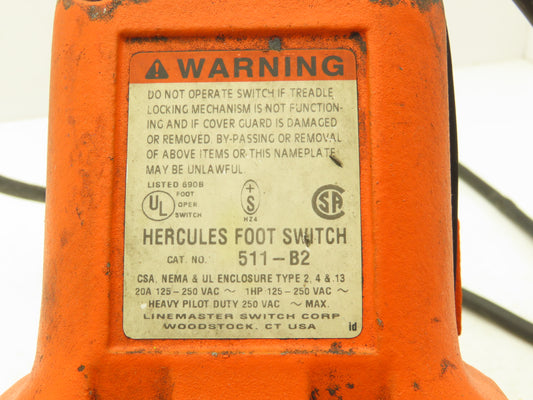 WARNING
DO NOT OPERATE SWITCH IF TREADLE
LOCKING MECHANISM IS NOT FUNCTION-
ING AND IF COVER GUARD IS DAMAGED
OR REMOVED. BY-PASSING OR REMOVAL
OF ABOVE ITEMS OR THIS NAMEPLATE
MAY BE UNLAWFUL.
LISTED 690B
UL FOOT OPER. SWITCH
+S
HZ4
SA
HERCULES FOOT SWITCH
CAT. NO. 511-B2
CSA, NEMA & UL ENCLOSURE TYPE 2, 4 & 13
20A 125-250 VAC ~ 1HP 125-250 VAC ~
HEAVY PILOT DUTY 250 VAC ~ MAX.
LINEMASTER SWITCH CORP
WOODSTOCK, CT USA
id